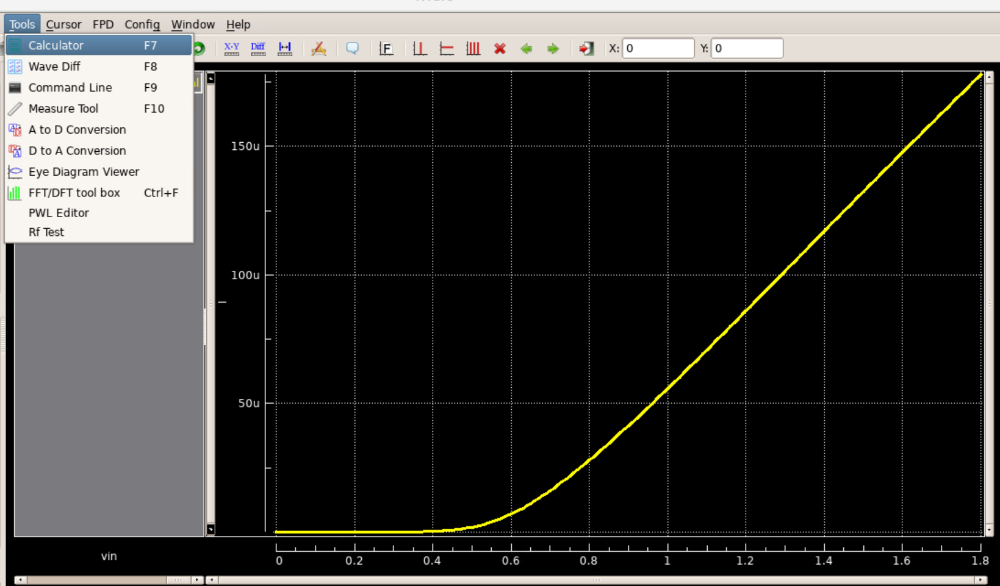 Tools Cursor FPD Config Window Help
Calculator F7
Wave Diff F8
Command Line F9
Measure Tool F10
A to D Conversion
D to A Conversion
Eye Diagram Viewer
FFT/DFT tool box Ctrl+F
PWL Editor
Rf Test
X-Y Diff F X: 0 Y: 0
150u
100u
50u
vin
0 0.2 0.4 0.6 0.8 1 1.2 1.4 1.6 1.8